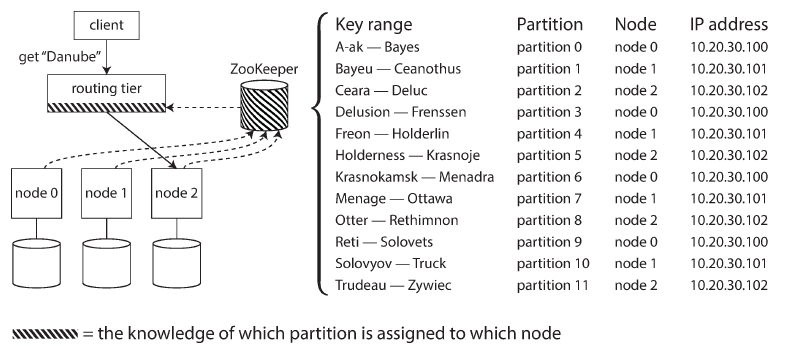 client
get “Danube”
routing tier
ZooKeeper
node 0 node 1 node 2
Key range Partition Node IP address
A-ak — Bayes partition 0 node 0 10.20.30.100
Bayeu — Ceanothus partition 1 node 1 10.20.30.101
Ceara — Deluc partition 2 node 2 10.20.30.102
Delusion — Frenssen partition 3 node 0 10.20.30.100
Freon — Holderlin partition 4 node 1 10.20.30.101
Holderness — Krasnoje partition 5 node 2 10.20.30.102
Krasnokamsk — Menadra partition 6 node 0 10.20.30.100
Menage — Ottawa partition 7 node 1 10.20.30.101
Otter — Rethimnon partition 8 node 2 10.20.30.102
Reti — Solovets partition 9 node 0 10.20.30.100
Solovyov — Truck partition 10 node 1 10.20.30.101
Trudeau — Zywiec partition 11 node 2 10.20.30.102
= the knowledge of which partition is assigned to which node